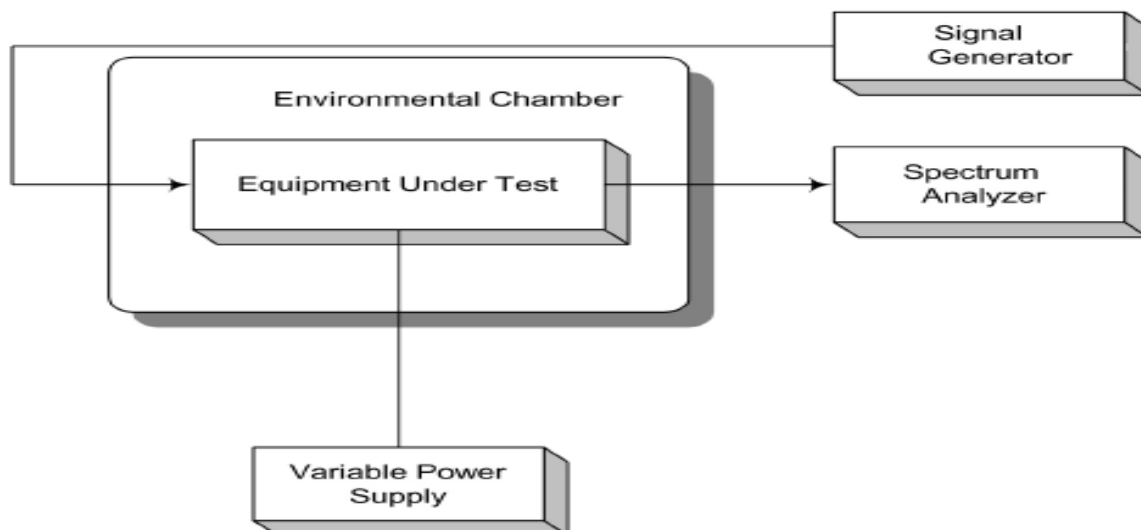 Signal
Generator
Environmental Chamber
Equipment Under Test
Spectrum
Analyzer
Variable Power
Supply